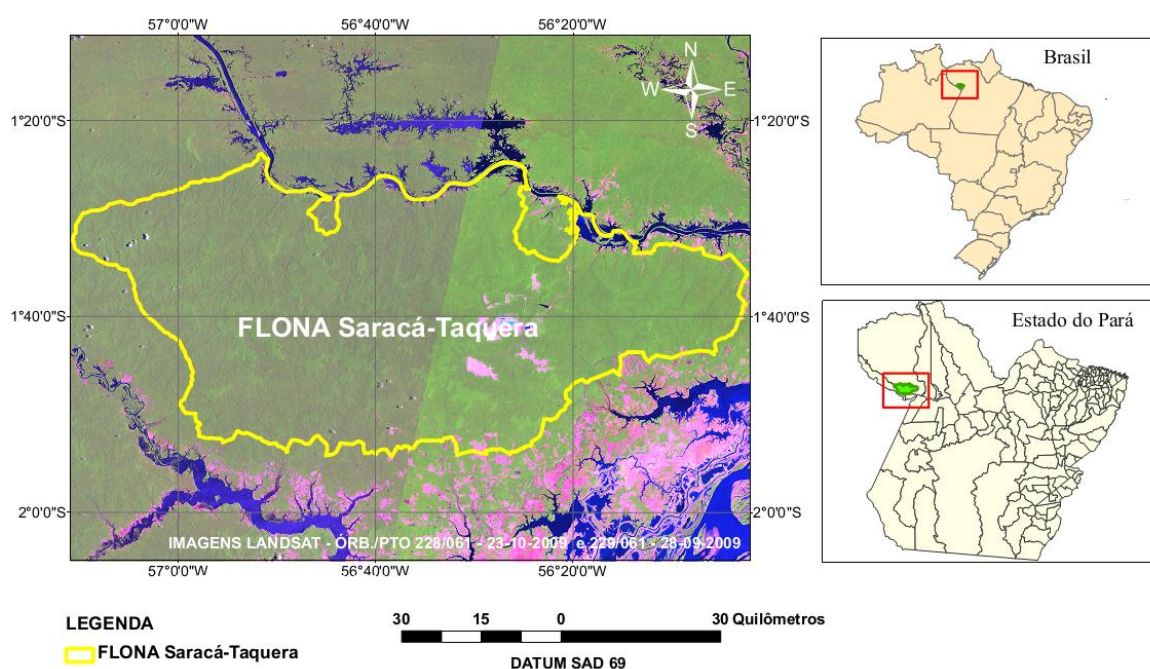 57°0'0"W
56°40'0"W
56°20'0"W
1°20'0"S
1°20'0"S
N
W
E
S
FLONA Saracá-Taquera
1°40'0"S
1°40'0"S
2°0'0"S
2°0'0"S
IMAGENS LANDSAT - ÓRB./PTO 228/061 - 23-10-2009 e 229/061 - 28-09-2009
57°0'0"W
56°40'0"W
56°20'0"W
Brasil
Estado do Pará
LEGENDA
FLONA Saracá-Taquera
30 15 0 30 Quilômetros
DATUM SAD 69